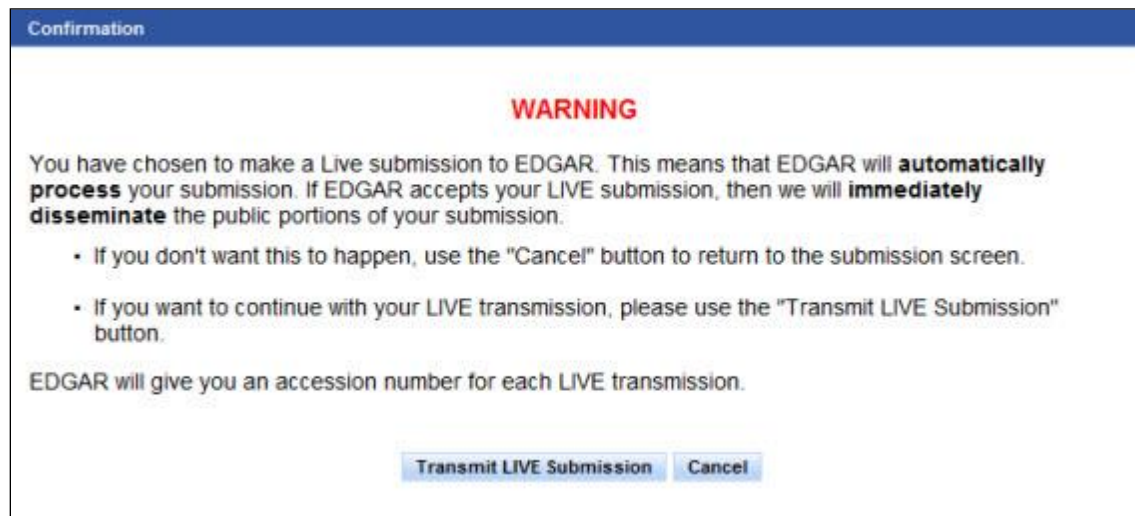 Confirmation
WARNING
You have chosen to make a Live submission to EDGAR. This means that EDGAR will automatically
process your submission. If EDGAR accepts your LIVE submission, then we will immediately
disseminate the public portions of your submission.
• If you don't want this to happen, use the "Cancel" button to return to the submission screen.
• If you want to continue with your LIVE transmission, please use the "Transmit LIVE Submission"
button.
EDGAR will give you an accession number for each LIVE transmission.
Transmit LIVE Submission Cancel